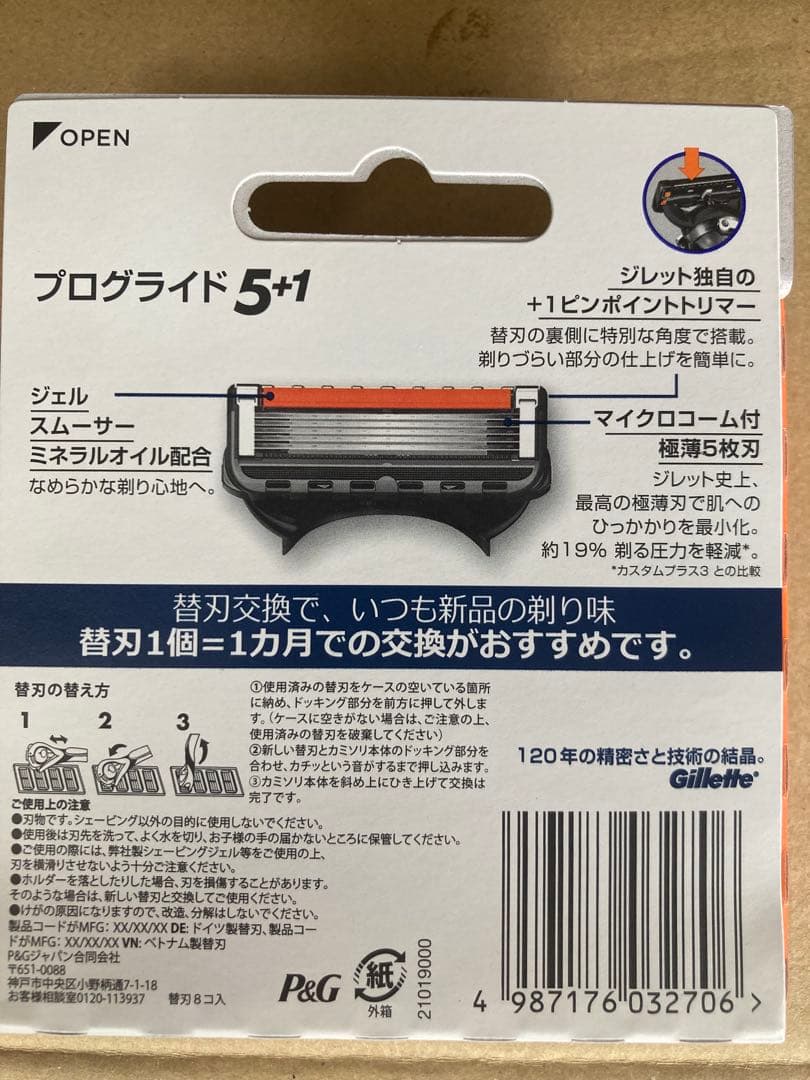 OPEN
プログライド 5+1
ジレット独自の
+1ピンポイントトリマー
替刃の裏側に特別な角度で搭載。
剃りづらい部分の仕上げを簡単に。
ジェル
スムーサー
ミネラルオイル配合
なめらかな剃り心地へ。
マイクロコーム付
極薄5枚刃
ジレット史上、
最高の極薄刃で肌への
ひっかかりを最小化。
約19% 剃る圧力を軽減*。
*カスタムプラス3 との比較
替刃交換で、いつも新品の剃り味
替刃1個=1カ月での交換がおすすめです。
替刃の替え方
1 2 3
①使用済みの替刃をケースの空いている箇所
に納め、ドッキング部分を前方に押して外しま
す。(ケースに空きがない場合は、ご注意の上、
使用済みの替刃を破棄してください)
②新しい替刃とカミソリ本体のドッキング部分を
合わせ、カチッという音がするまで押し込みます。
③カミソリ本体を斜め上にひき上げて交換は
完了です。
120年の精密さと技術の結晶。
Gillette
ご使用上の注意
●刃物です。シェービング以外の目的に使用しないでください。
●使用後は刃先を洗って、よく水を切り、お子様の手の届かないところに保管してください。
●ご使用の際には、弊社製シェービングジェル等をご使用の上、
刃を横滑りさせないよう十分ご注意ください。
●ホルダーを落としたりした場合、刃を損傷することがあります。
そのような場合は、新しい替刃と交換してご使用ください。
●けがの原因になりますので、改造、分解はしないでください。
製品コードがMFG: XX/XX/XX DE: ドイツ製替刃、製品コー
ドがMFG: XX/XX/XX VN: ベトナム製替刃
P&Gジャパン合同会社
〒651-0088
神戸市中央区小野柄通7-1-18
お客様相談室0120-113937 替刃8コ入
P&G
紙
外箱
21019000
4 987176 032706 >